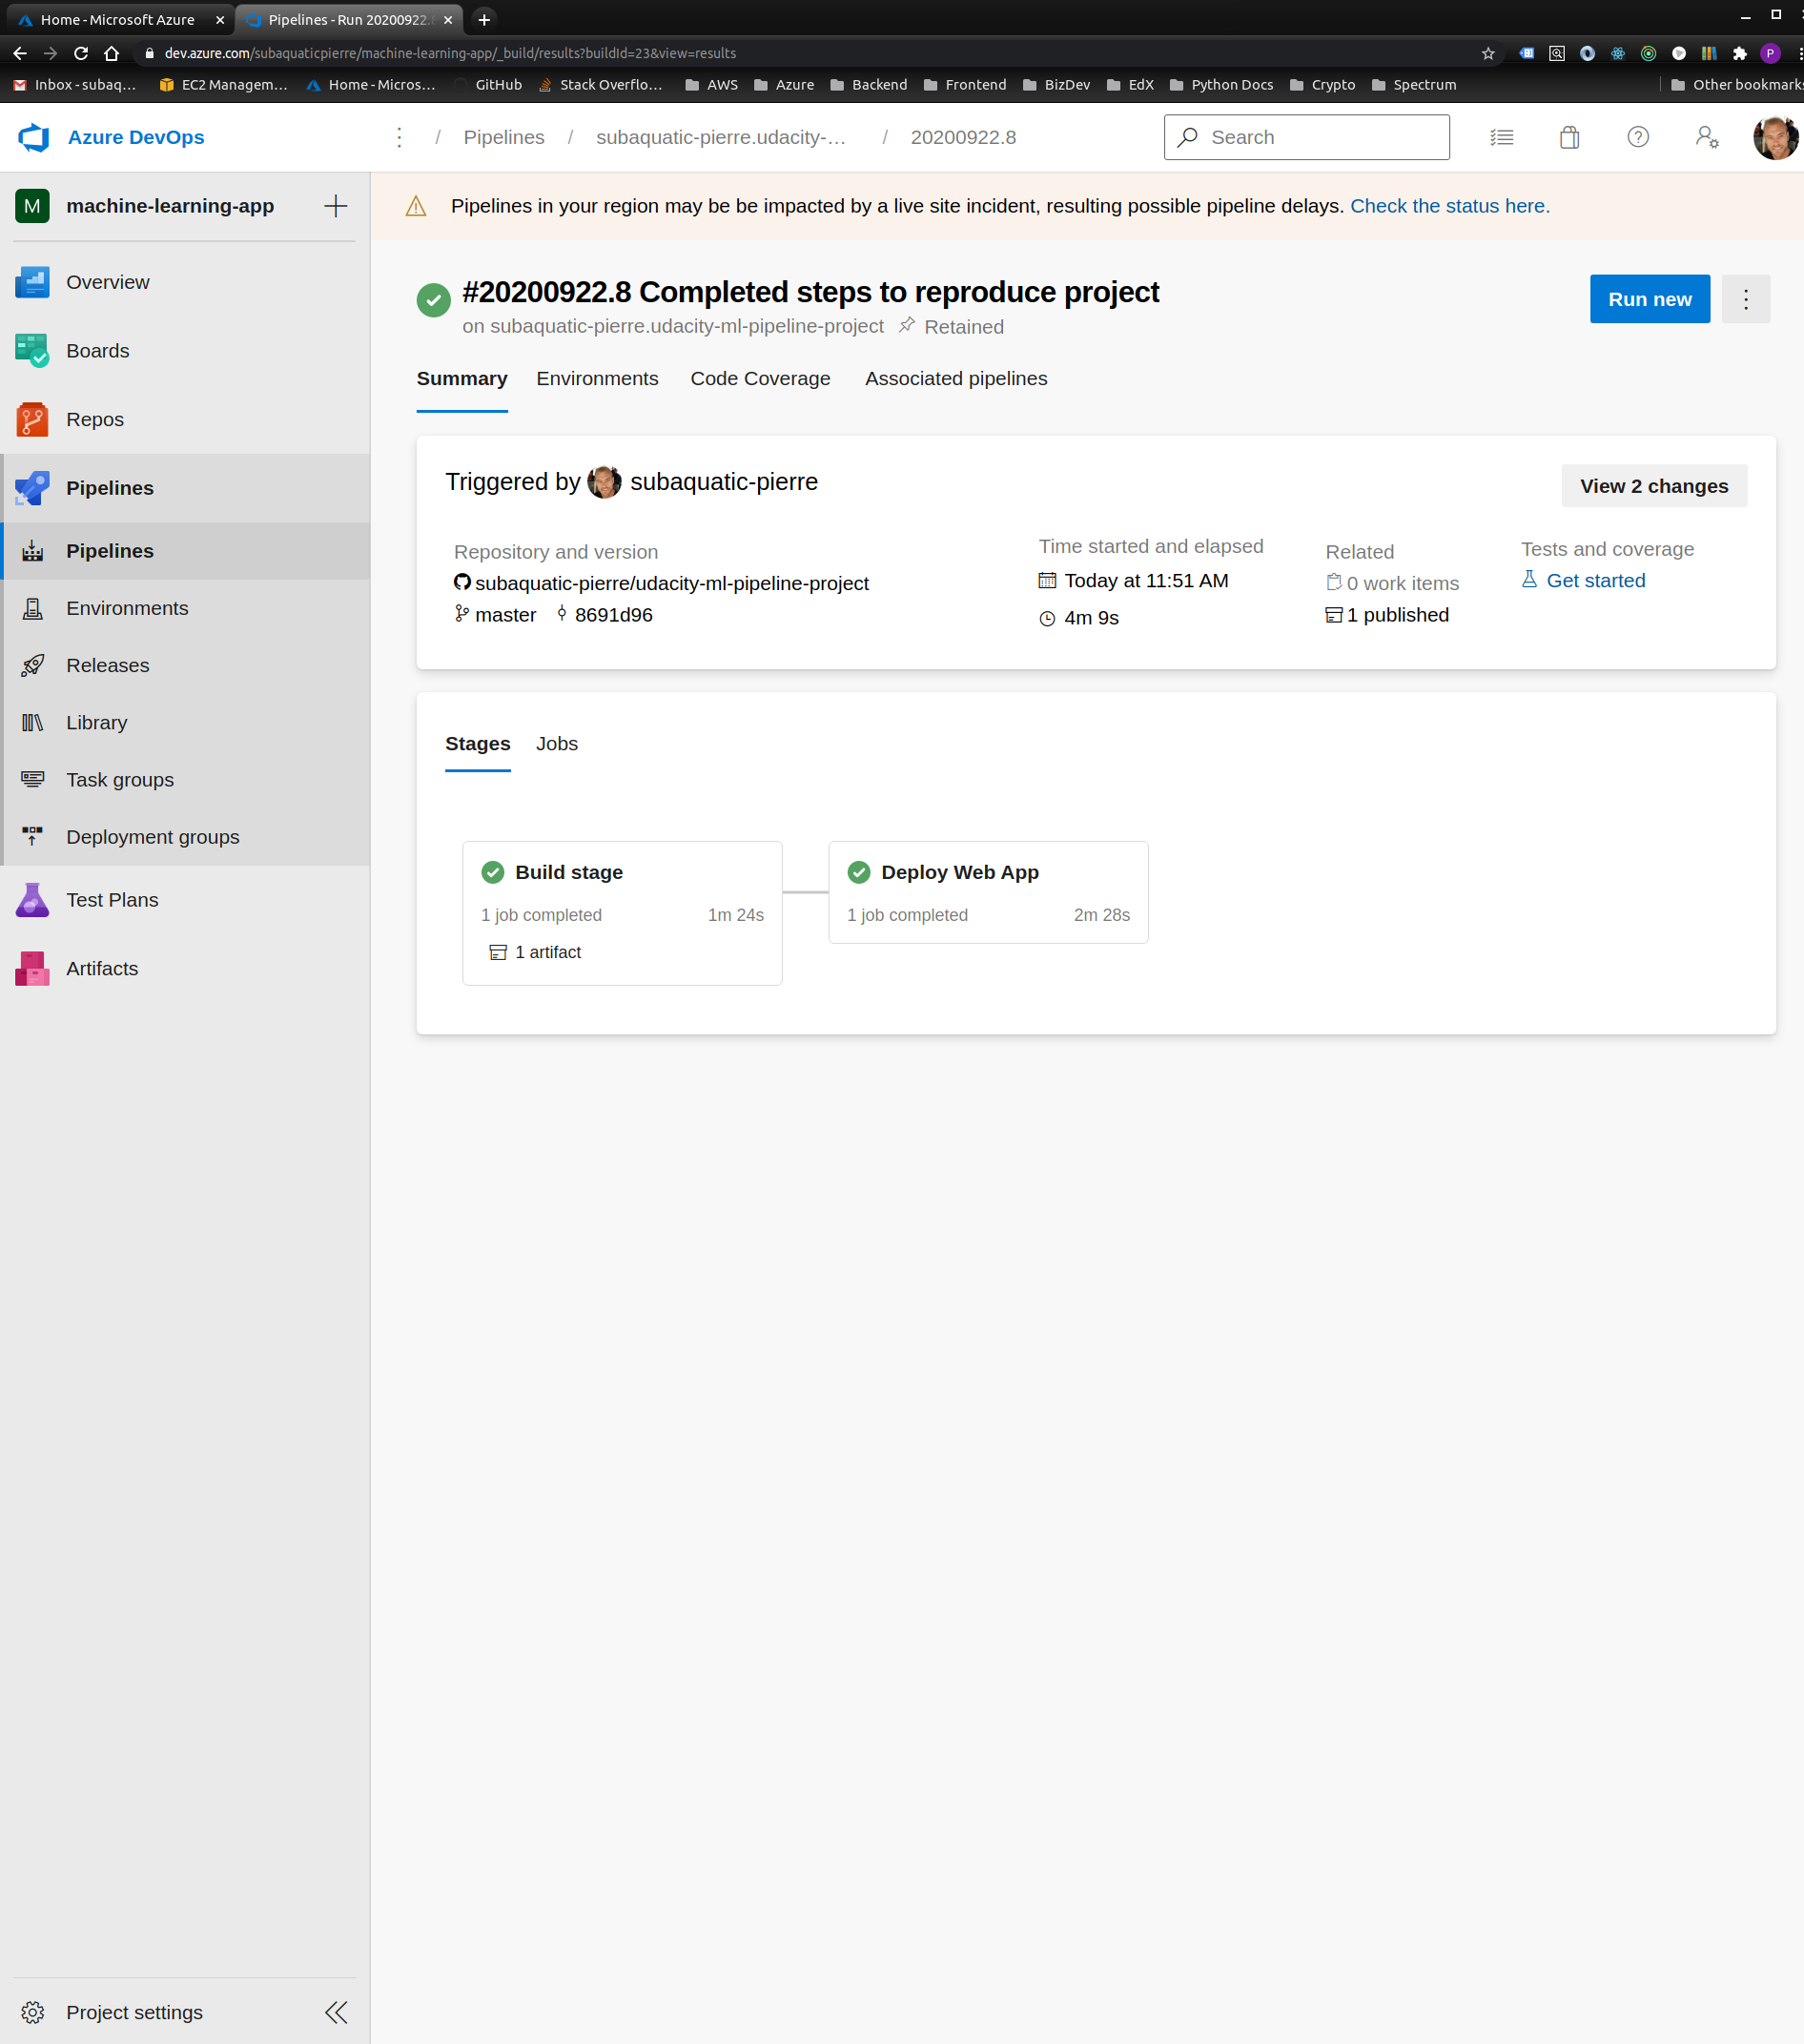 Home - Microsoft Azure
Pipelines - Run 20200922.8
dev.azure.com/subaquaticpierre/machine-learning-app/_build/results?buildId=23&view=results
P
Inbox - subaq... EC2 Managem... Home - Micros... GitHub Stack Overflo... AWS Azure Backend Frontend BizDev EdX Python Docs Crypto Spectrum Other bookmarks
Azure DevOps / Pipelines / subaquatic-pierre.udacity-... / 20200922.8 Search
M machine-learning-app
Pipelines in your region may be be impacted by a live site incident, resulting possible pipeline delays. Check the status here.
Overview
Boards
Repos
Pipelines
Pipelines
Environments
Releases
Library
Task groups
Deployment groups
Test Plans
Artifacts
Project settings
#20200922.8 Completed steps to reproduce project
on subaquatic-pierre.udacity-ml-pipeline-project Retained
Run new
Summary Environments Code Coverage Associated pipelines
Triggered by subaquatic-pierre
View 2 changes
Repository and version
subaquatic-pierre/udacity-ml-pipeline-project
master 8691d96
Time started and elapsed
Today at 11:51 AM
4m 9s
Related
0 work items
1 published
Tests and coverage
Get started
Stages Jobs
Build stage
1 job completed 1m 24s
1 artifact
Deploy Web App
1 job completed 2m 28s